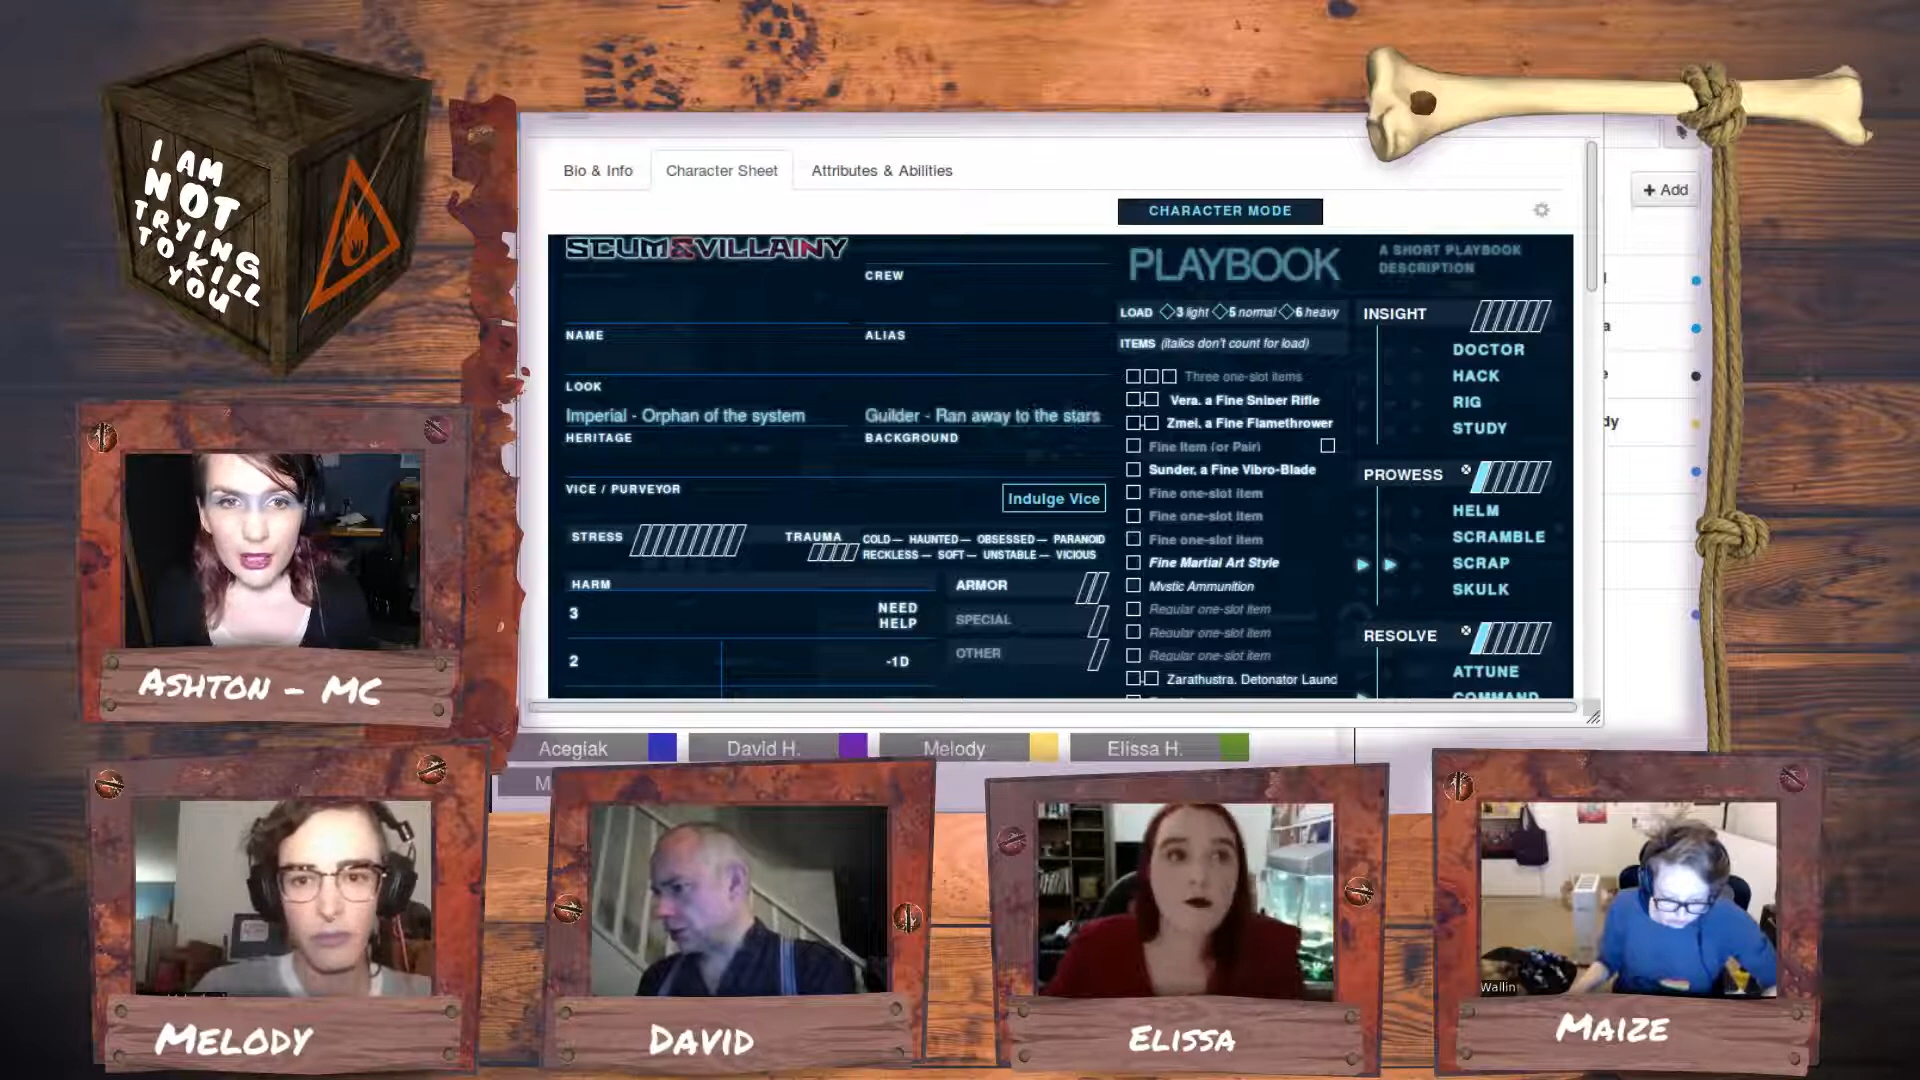 I AM
NOT
TRYING
TO KILL
YOU
Bio & Info
Character Sheet
Attributes & Abilities
+ Add
CHARACTER MODE
SCUM & VILLAINY
CREW
NAME
ALIAS
LOOK
Imperial - Orphan of the system
Guilder - Ran away to the stars
HERITAGE
BACKGROUND
VICE / PURVEYOR
Indulge Vice
STRESS
TRAUMA
COLD— HAUNTED— OBSESSED— PARANOID
RECKLESS— SOFT— UNSTABLE— VICIOUS
HARM
3
NEED
HELP
2
-1D
ARMOR
SPECIAL
OTHER
PLAYBOOK
A SHORT PLAYBOOK
DESCRIPTION
LOAD 3 light 5 normal 6 heavy
ITEMS (italics don't count for load)
Three one-slot items
Vera, a Fine Sniper Rifle
Zmei, a Fine Flamethrower
Fine Item (or Pair)
Sunder, a Fine Vibro-Blade
Fine one-slot item
Fine one-slot item
Fine one-slot item
Fine Martial Art Style
Mystic Ammunition
Regular one-slot item
Regular one-slot item
Regular one-slot item
Zarathustra, Detonator Launc
INSIGHT
DOCTOR
HACK
RIG
STUDY
PROWESS
HELM
SCRAMBLE
SCRAP
SKULK
RESOLVE
ATTUNE
COMMAND
dy
ASHTON - MC
Acegiak
David H.
Melody
Elissa H.
M
Wallin
MELODY
DAVID
ELISSA
MAIZE